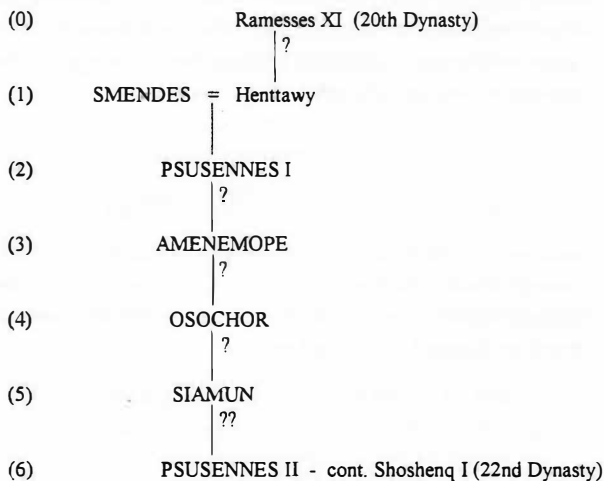 (0) Ramesses XI (20th Dynasty)
?
(1) SMENDES = Henttawy
(2) PSUSENNES I
?
(3) AMENEMOPE
?
(4) OSOCHOR
?
(5) SIAMUN
??
(6) PSUSENNES II - cont. Shoshenq I (22nd Dynasty)